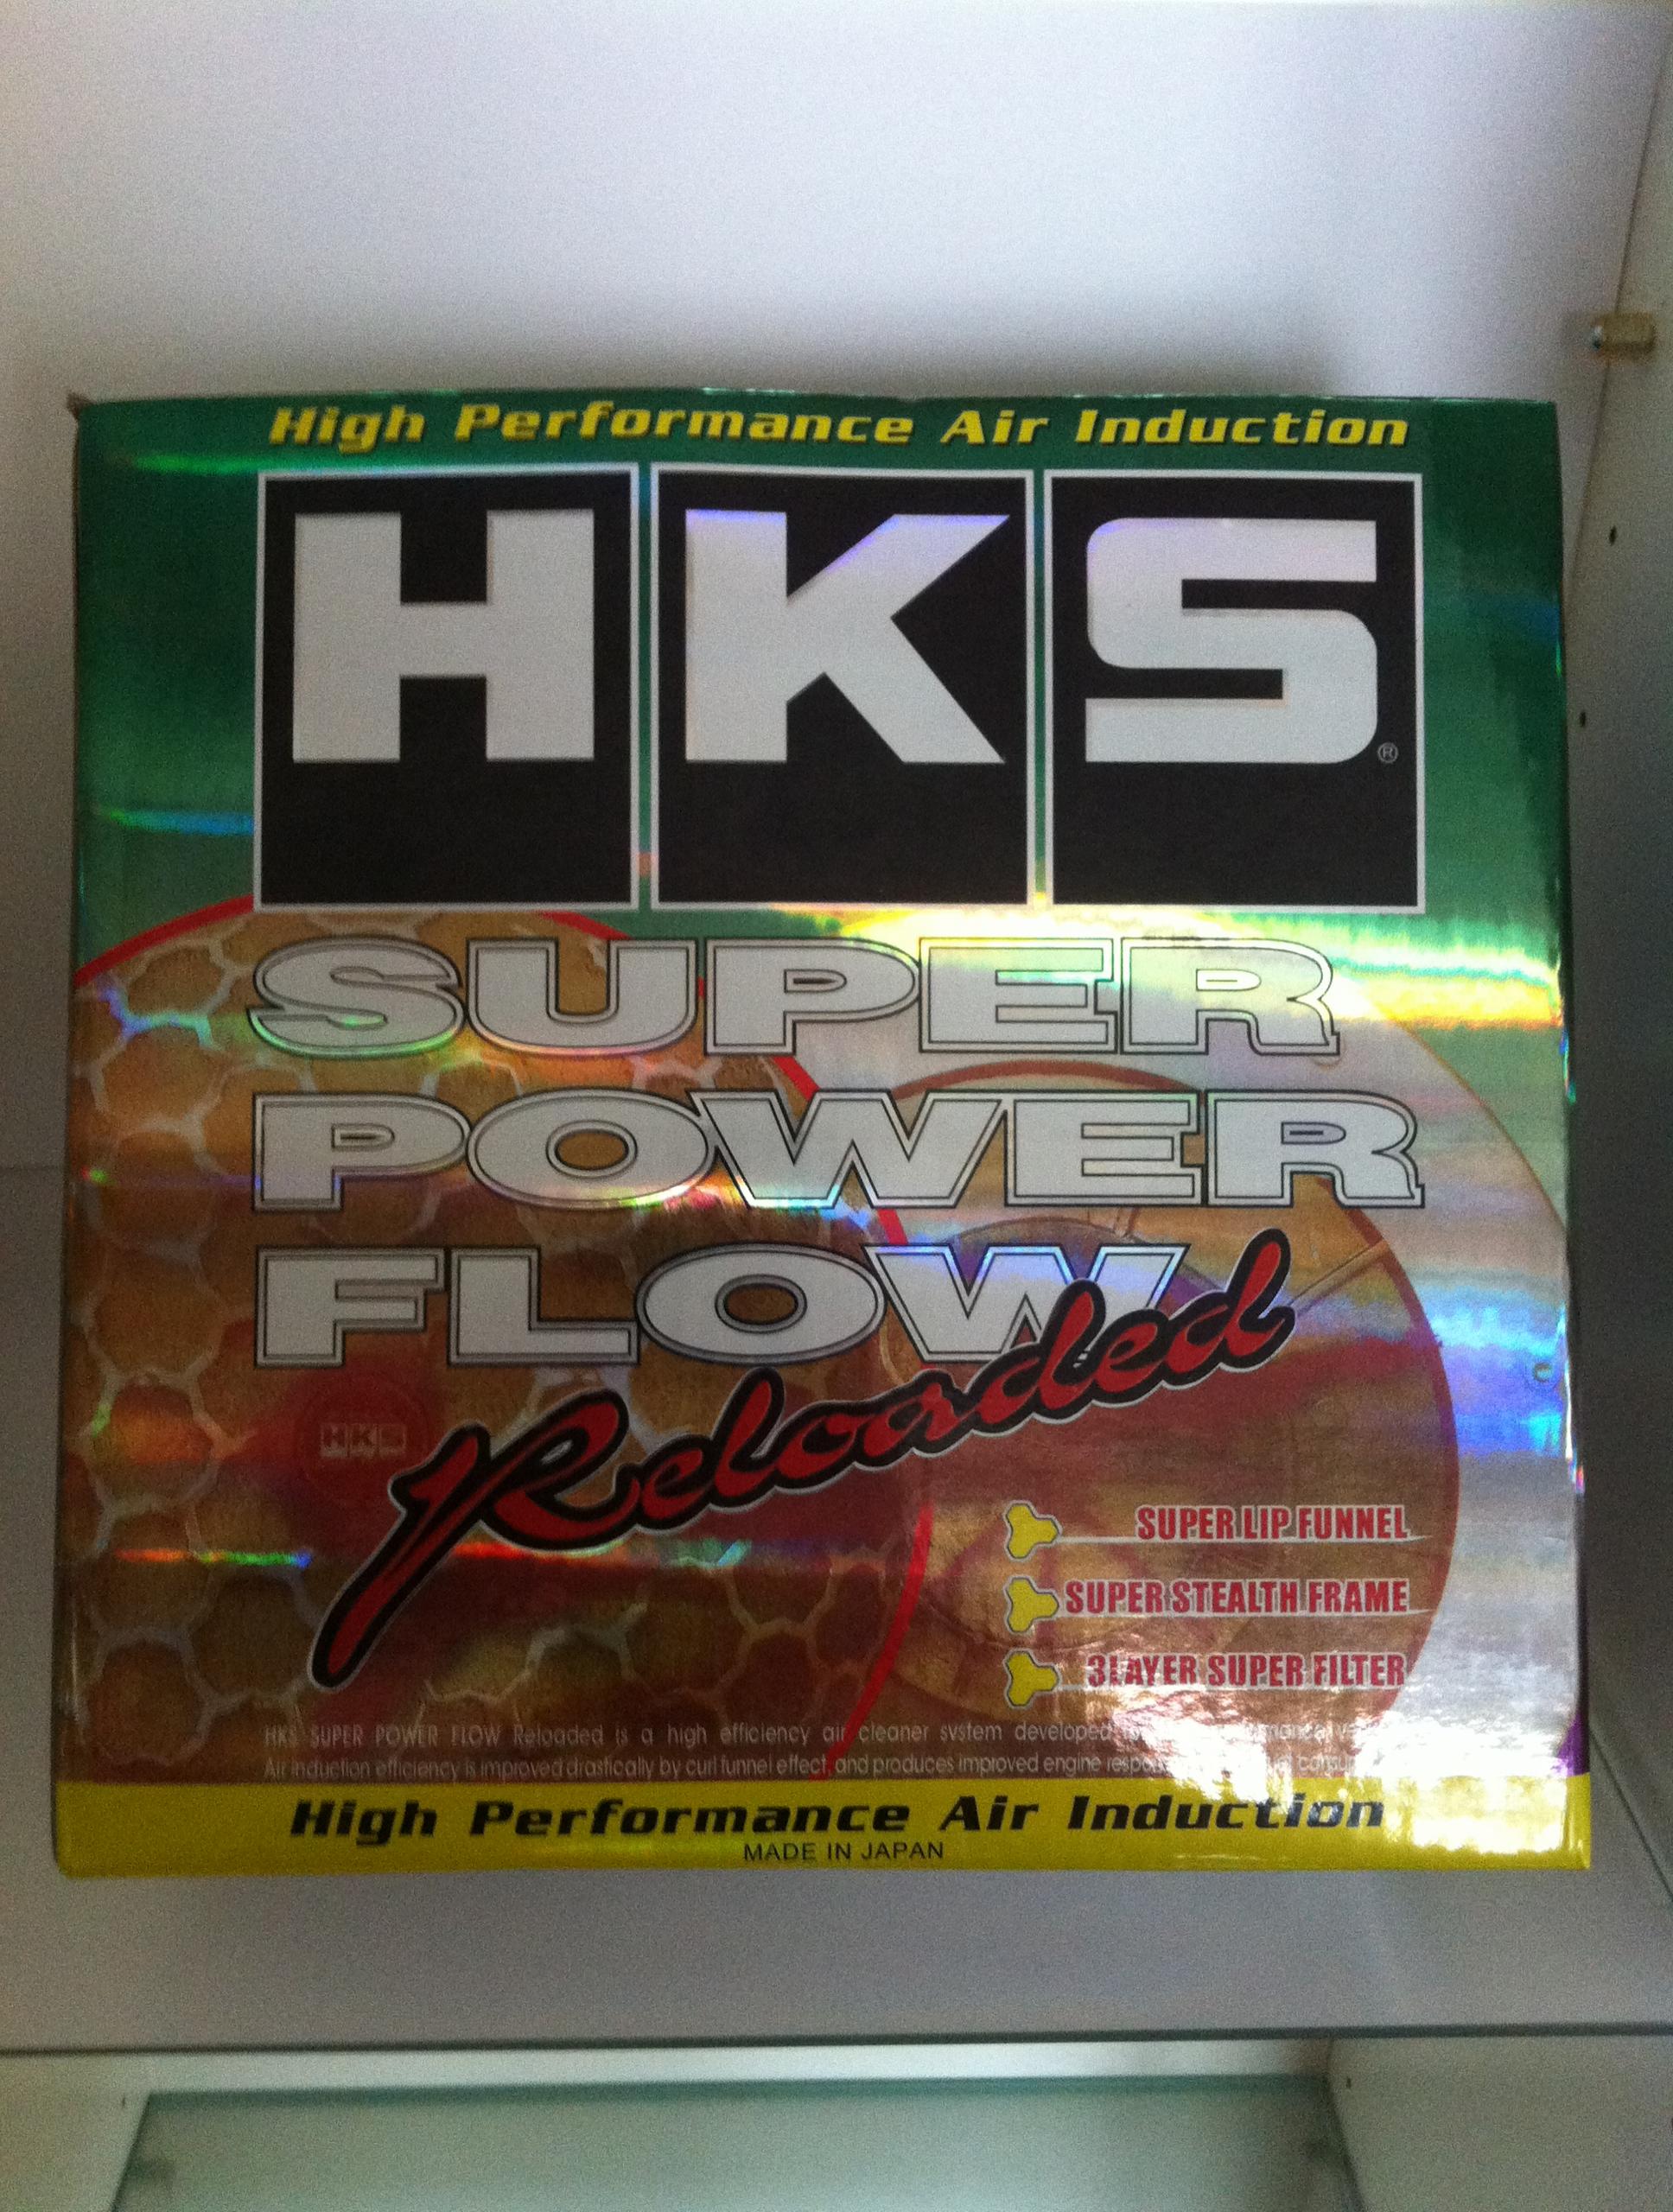 High Performance Air Induction
HKS®
SUPER
POWER
FLOW
Reloaded
HKS
SUPER LIP FUNNEL
SUPER STEALTH FRAME
3LAYER SUPER FILTER
HKS SUPER POWER FLOW Reloaded is a high efficiency air cleaner system developed
Air induction efficiency is improved drastically by curl funnel effect, and produces improved engine
High Performance Air Induction
MADE IN JAPAN